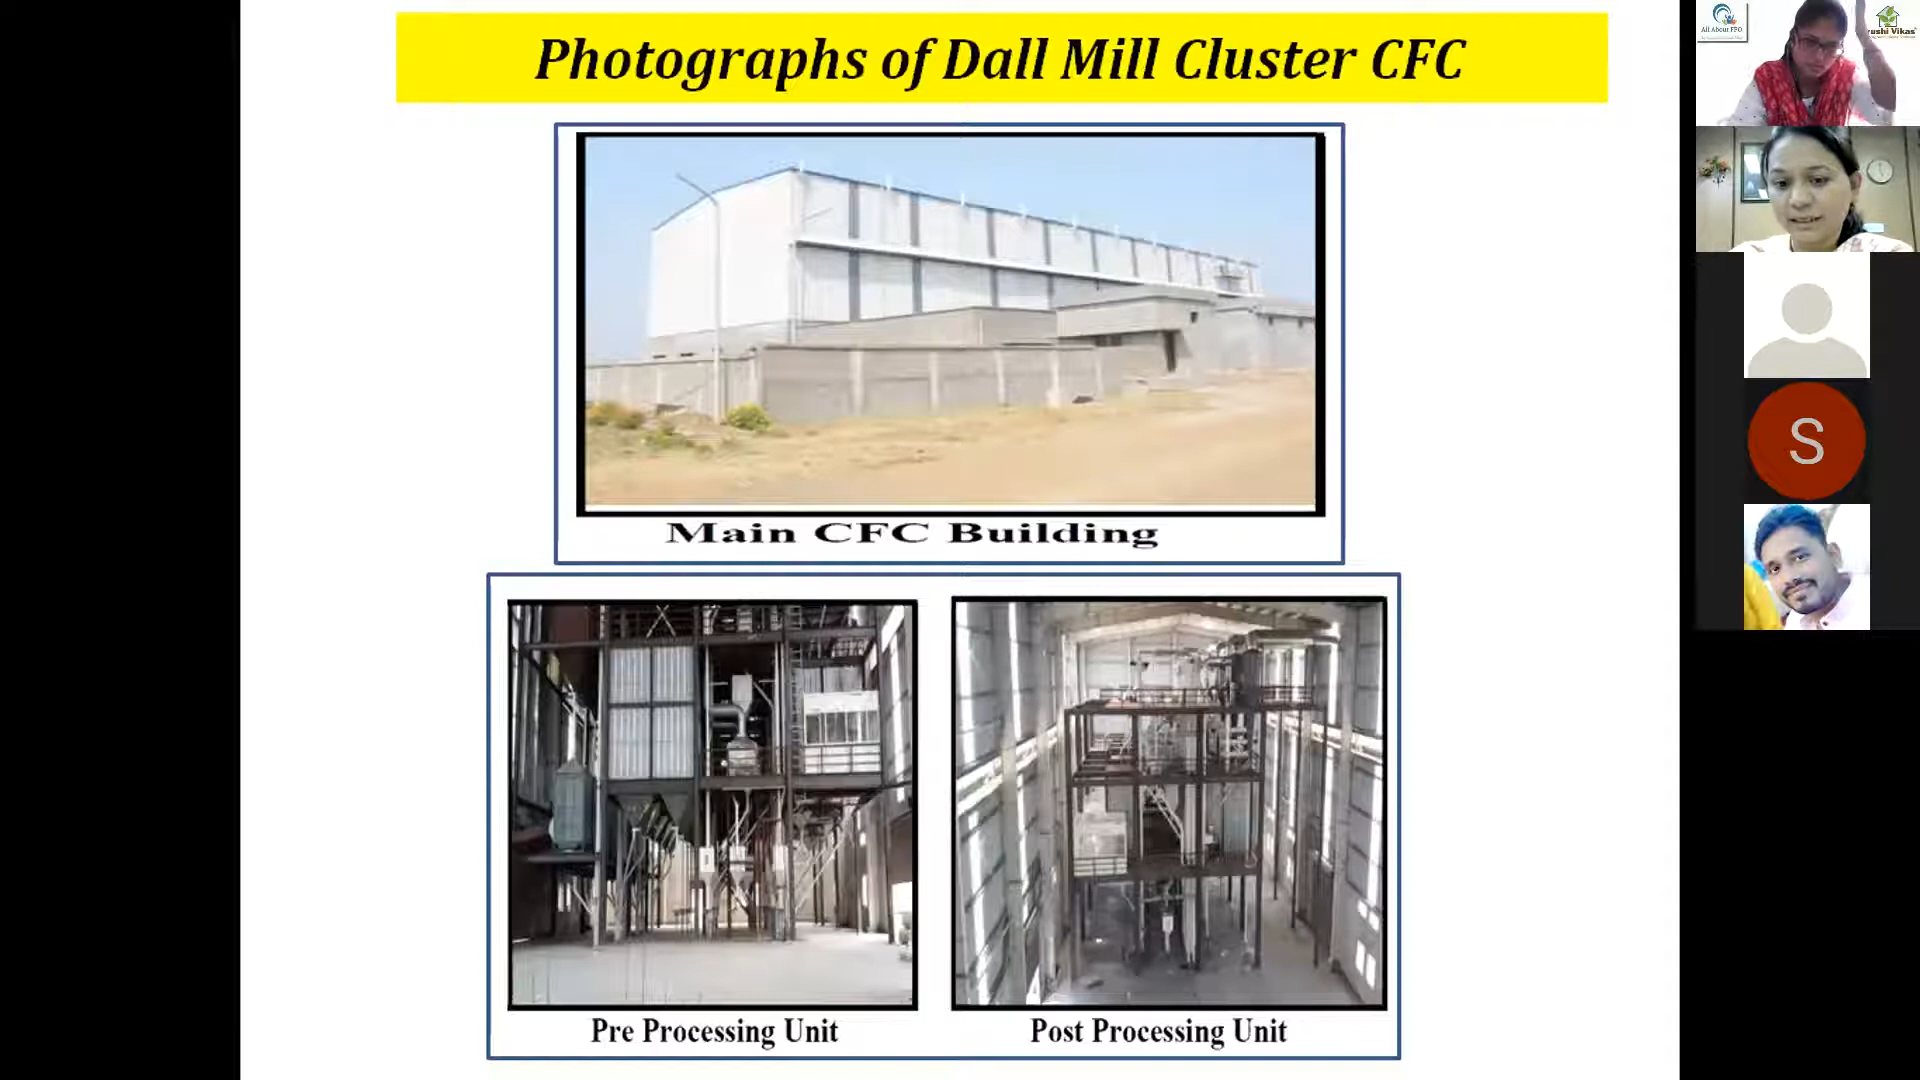 Photographs of Dall Mill Cluster CFC
All About FPO
rushi Vikas
Main CFC Building
S
Pre Processing Unit
Post Processing Unit